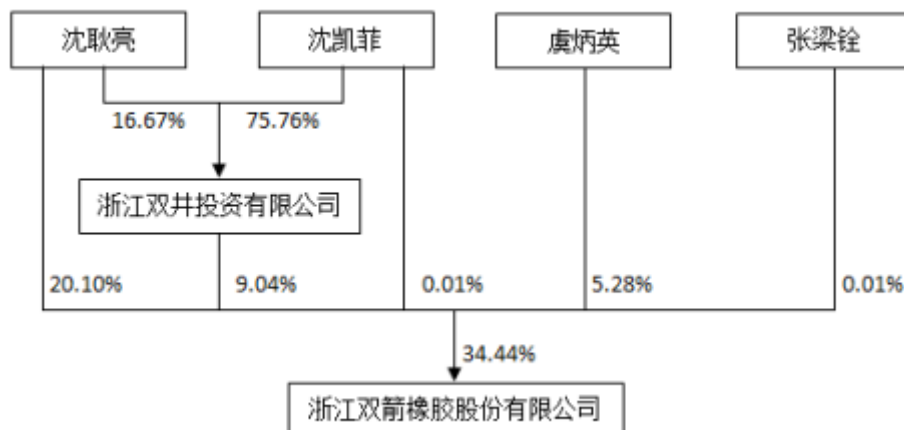 沈耿亮
沈凯菲
虞炳英
张梁铨
16.67%
75.76%
浙江双井投资有限公司
20.10%
9.04%
0.01%
5.28%
0.01%
34.44%
浙江双箭橡胶股份有限公司